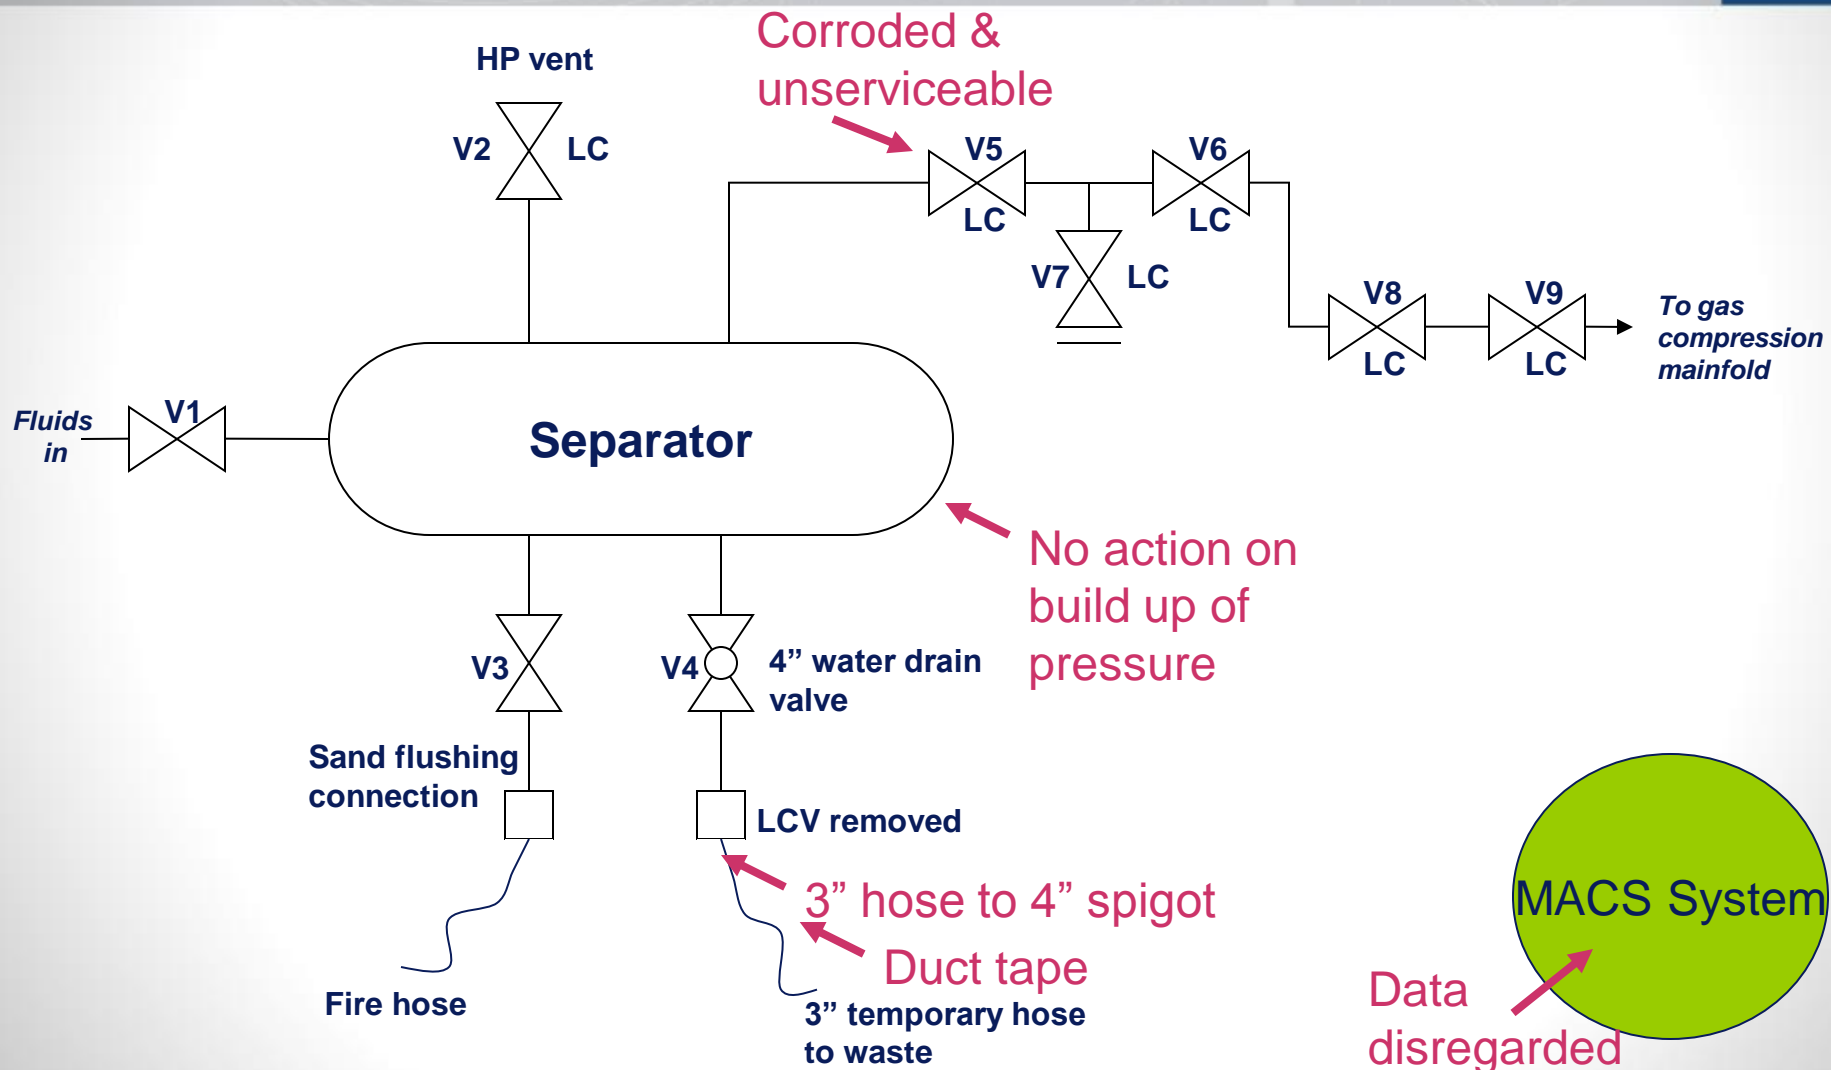 Corroded &
unserviceable
HP vent
V2
LC
V5
LC
V6
LC
V7
LC
V8
LC
V9
LC
To gas
compression
mainfold
Fluids
in
V1
Separator
No action on
build up of
pressure
V3
V4
4” water drain
valve
Sand flushing
connection
LCV removed
3” hose to 4” spigot
Duct tape
Fire hose
3” temporary hose
to waste
MACS System
Data
disregarded